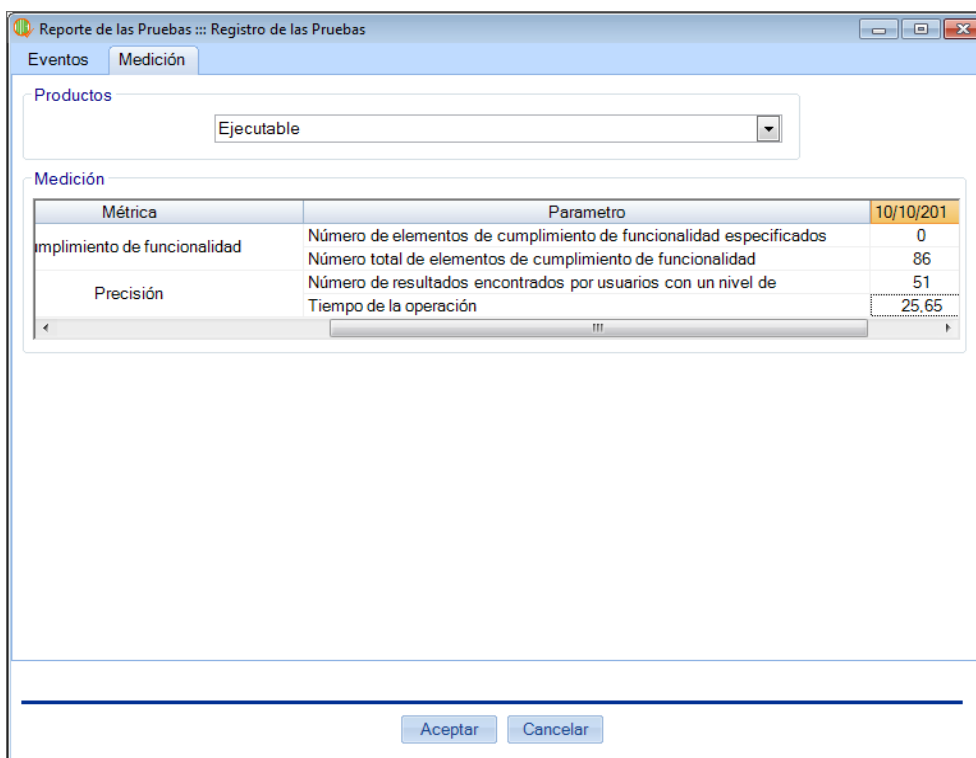 Reporte de las Pruebas ::: Registro de las Pruebas
Eventos Medición
Productos
Ejecutable
Medición
Métrica Parametro 10/10/201
umplimiento de funcionalidad Número de elementos de cumplimiento de funcionalidad especificados 0
Número total de elementos de cumplimiento de funcionalidad 86
Precisión Número de resultados encontrados por usuarios con un nivel de 51
Tiempo de la operación 25,65
Aceptar Cancelar